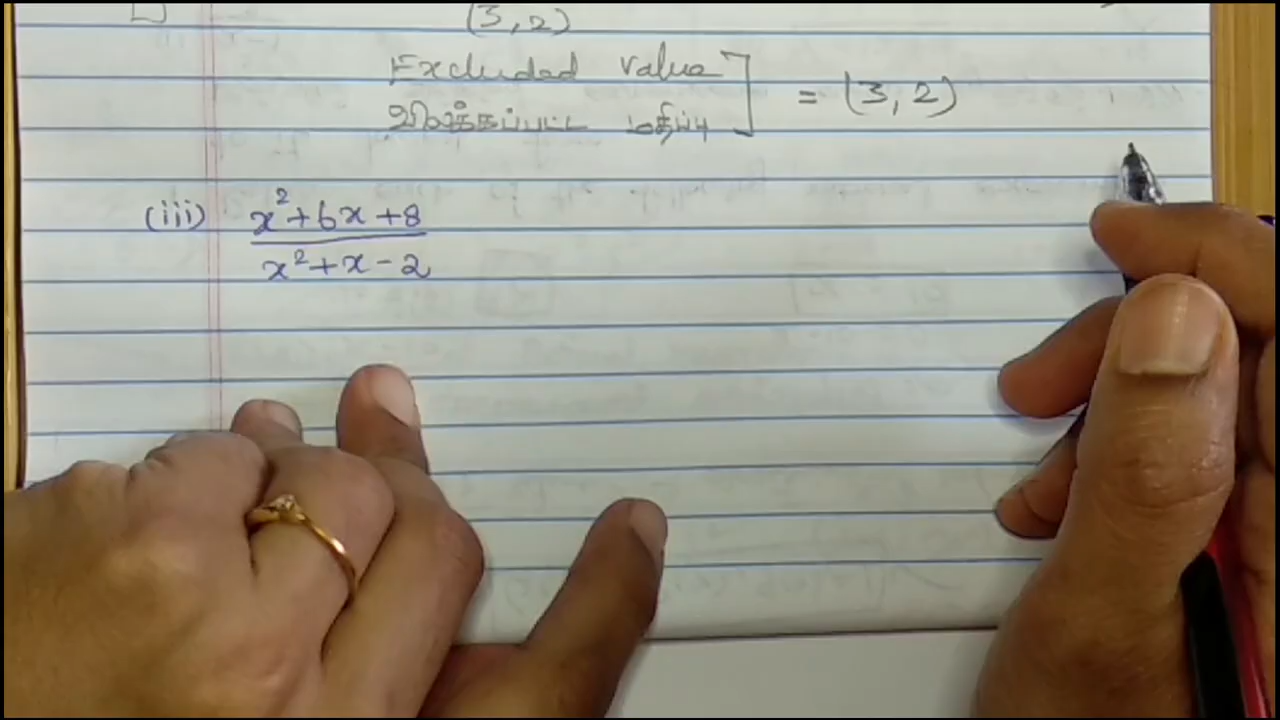 (3,2)
Excluded value
விலக்கப்பட்ட மதிப்பு
= (3,2)
(iii) x²+6x+8
x²+x-2